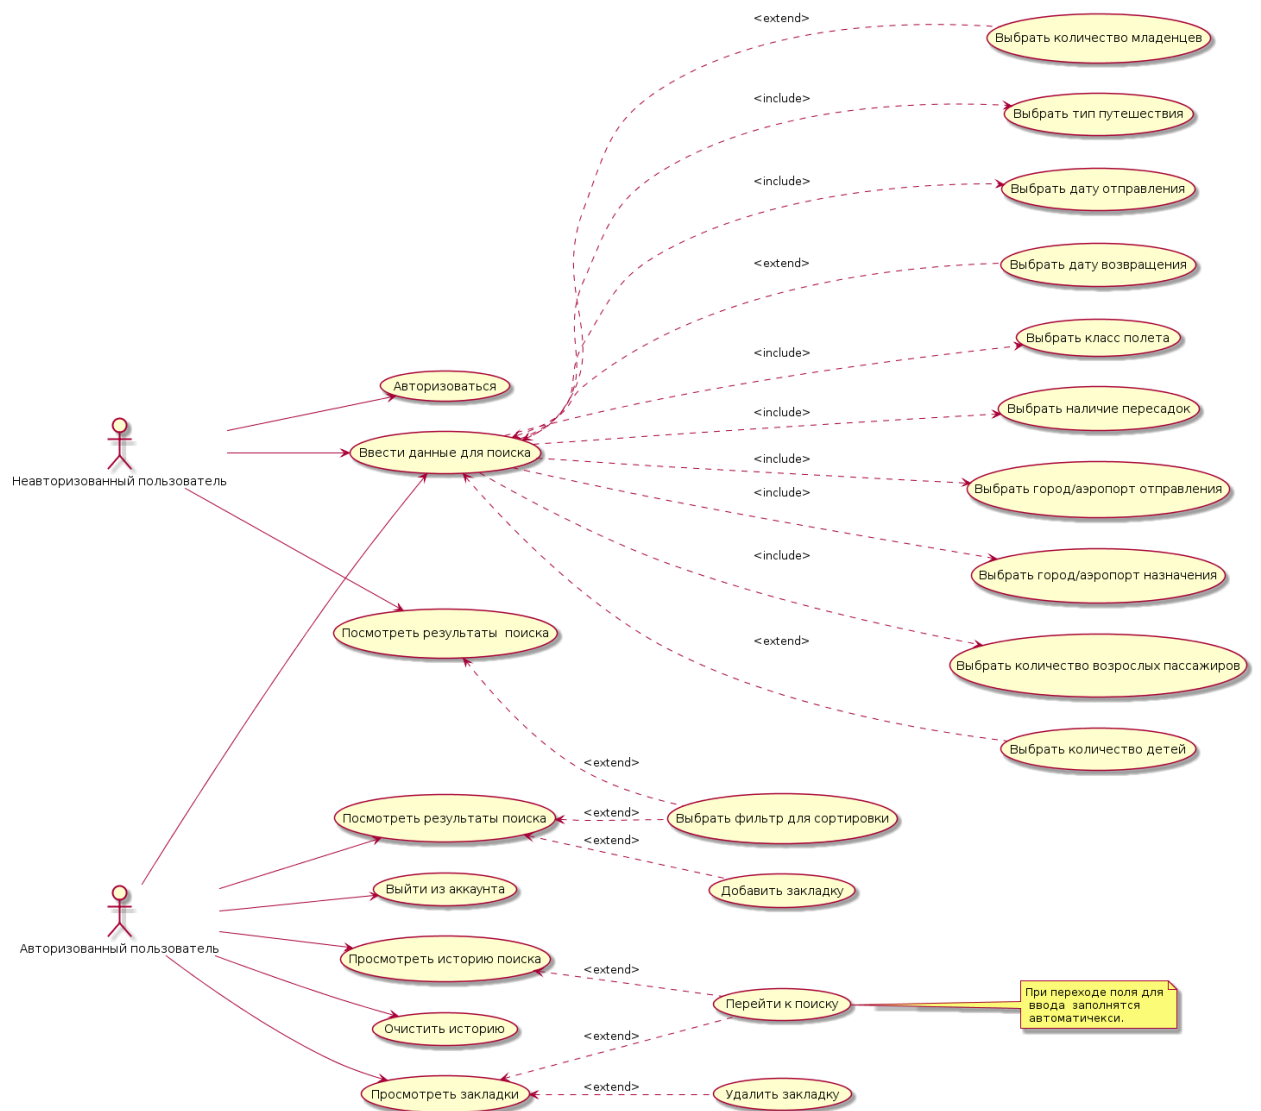 <extend>
Выбрать количество младенцев
<include>
Выбрать тип путешествия
<include>
Выбрать дату отправления
<extend>
Выбрать дату возвращения
<include>
Выбрать класс полета
Авторизоваться
<include>
Выбрать наличие пересадок
Ввести данные для поиска
<include>
Выбрать город/аэропорт отправления
Неавторизованный пользователь
<include>
Выбрать город/аэропорт назначения
<include>
Посмотреть результаты  поиска
<extend>
Выбрать количество возрослых пассажиров
Выбрать количество детей
<extend>
<extend>
Посмотреть результаты поиска
Выбрать фильтр для сортировки
<extend>
Выйти из аккаунта
Добавить закладку
Авторизованный пользователь
Просмотреть историю поиска
<extend>
Перейти к поиску
При переходе поля для
ввода  заполнятся
автоматичекси.
Очистить историю
<extend>
<extend>
Просмотреть закладки
Удалить закладку